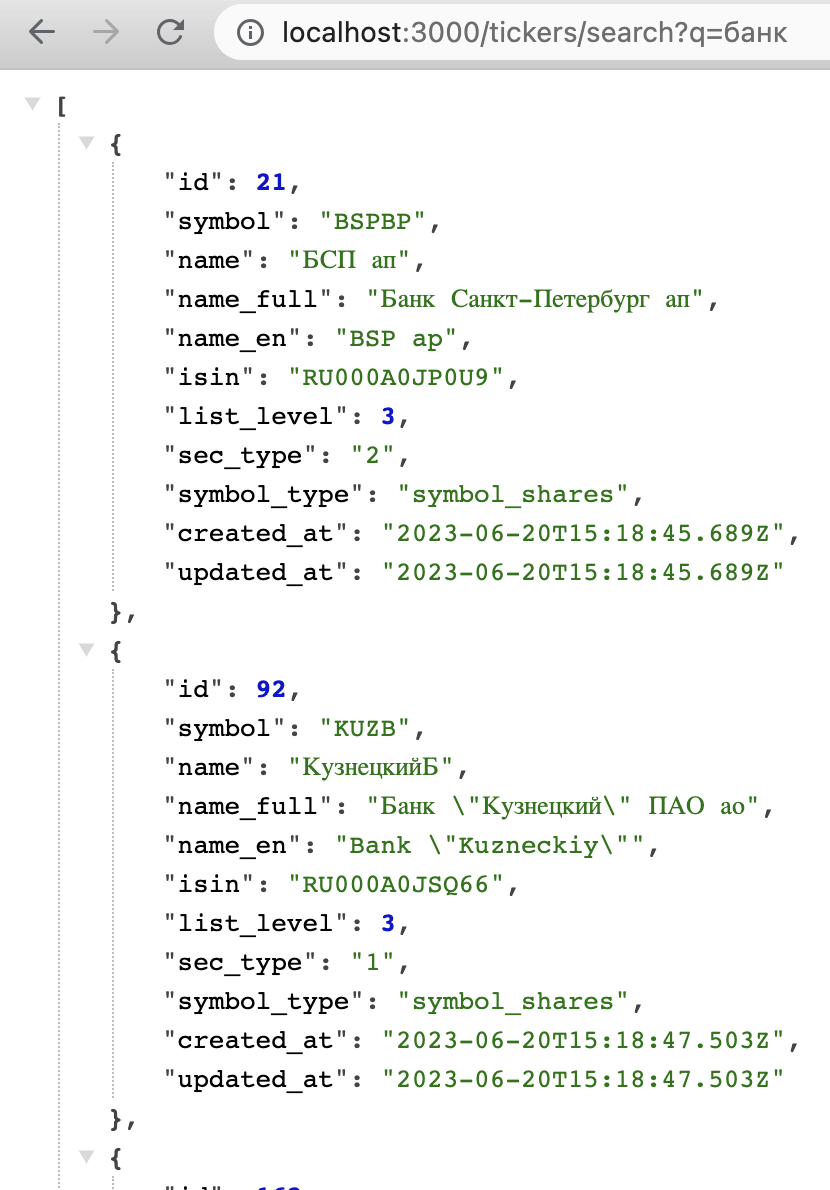 localhost:3000/tickers/search?q=банк
[
{
"id": 21,
"symbol": "BSPBP",
"name": "БСП ап",
"name_full": "Банк Санкт-Петербург ап",
"name_en": "BSP ap",
"isin": "RU000A0JP0U9",
"list_level": 3,
"sec_type": "2",
"symbol_type": "symbol_shares",
"created_at": "2023-06-20T15:18:45.689Z",
"updated_at": "2023-06-20T15:18:45.689Z"
},
{
"id": 92,
"symbol": "KUZB",
"name": "КузнецкийБ",
"name_full": "Банк \"Кузнецкий\" ПАО ао",
"name_en": "Bank \"Kuzneckiy\"",
"isin": "RU000A0JSQ66",
"list_level": 3,
"sec_type": "1",
"symbol_type": "symbol_shares",
"created_at": "2023-06-20T15:18:47.503Z",
"updated_at": "2023-06-20T15:18:47.503Z"
},
{